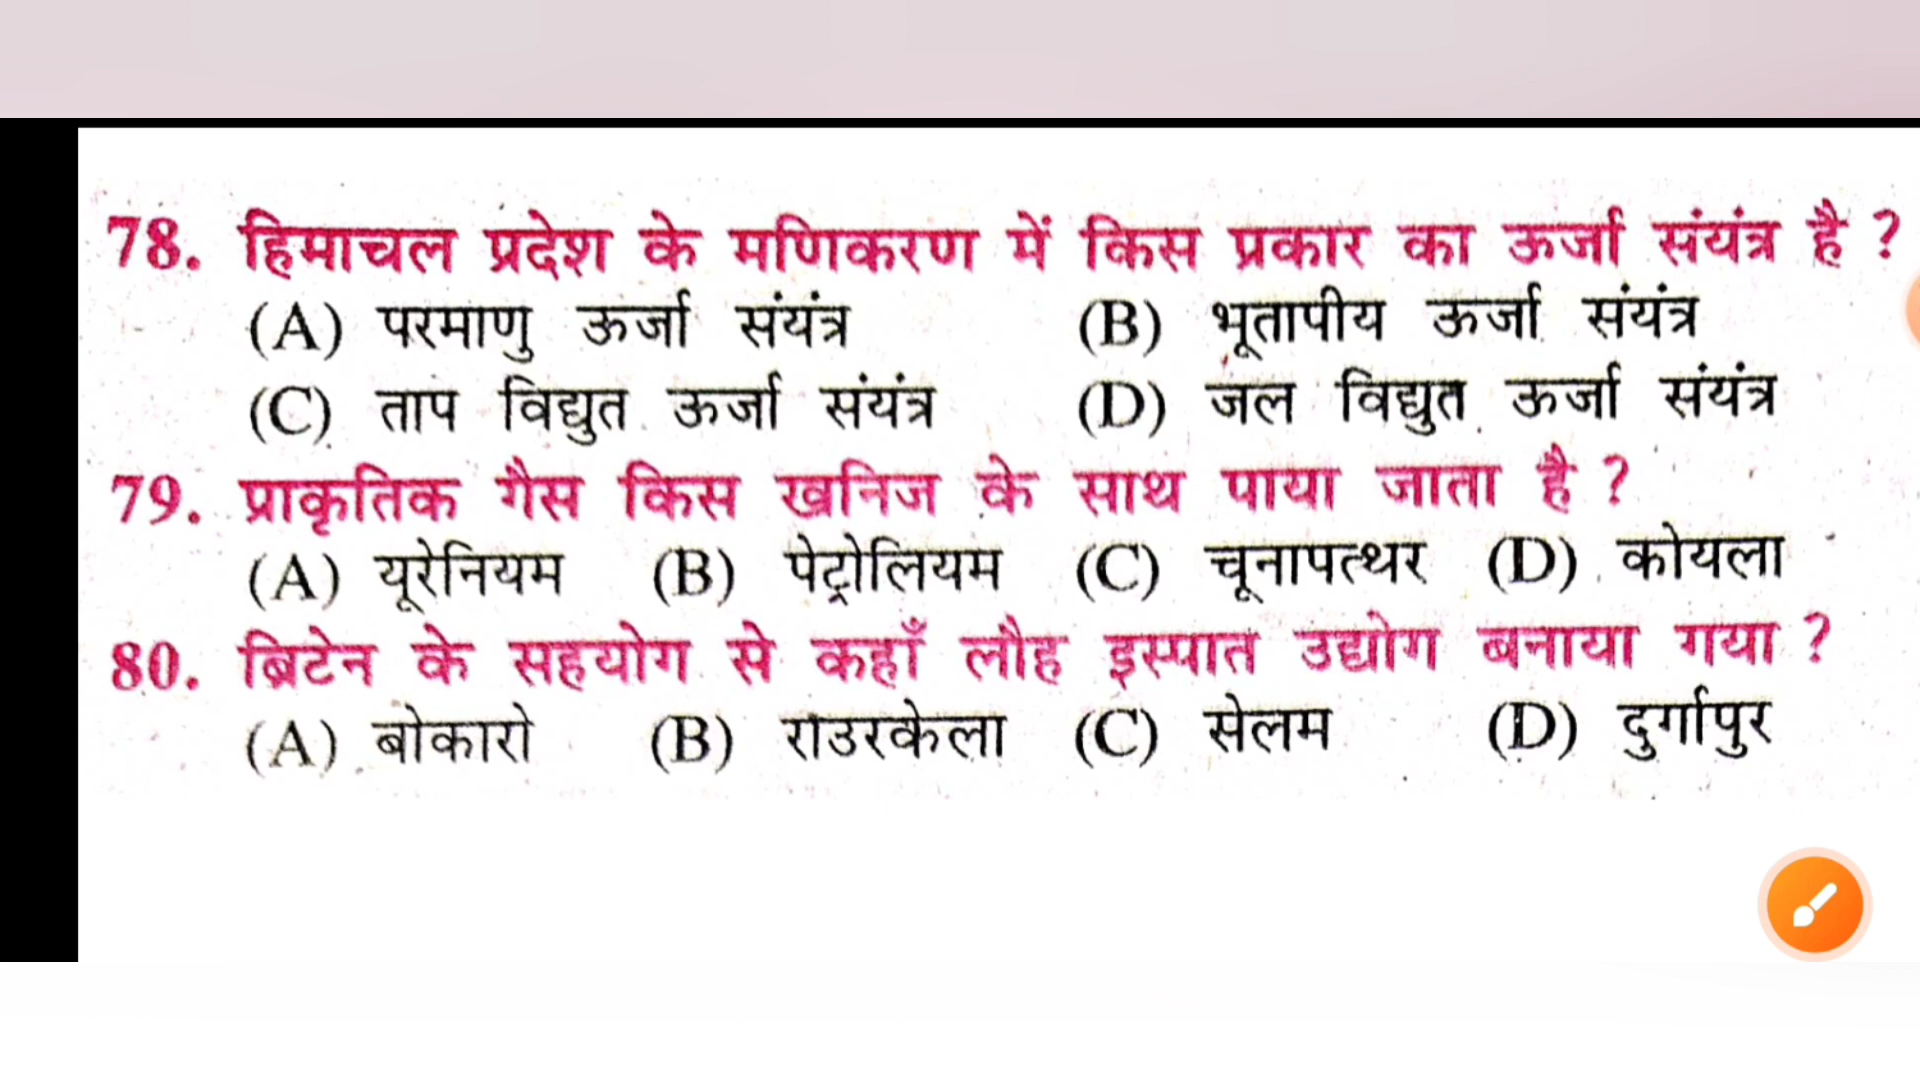 78. हिमाचल प्रदेश के मणिकरण में किस प्रकार का ऊर्जा संयंत्र है ?
(A) परमाणु ऊर्जा संयंत्र (B) भूतापीय ऊर्जा संयंत्र
(C) ताप विद्युत ऊर्जा संयंत्र (D) जल विद्युत ऊर्जा संयंत्र
79. प्राकृतिक गैस किस खनिज के साथ पाया जाता है ?
(A) यूरेनियम (B) पेट्रोलियम (C) चूनापत्थर (D) कोयला
80. ब्रिटेन के सहयोग से कहाँ लौह इस्पात उद्योग बनाया गया ?
(A) बोकारो (B) राउरकेला (C) सेलम (D) दुर्गापुर